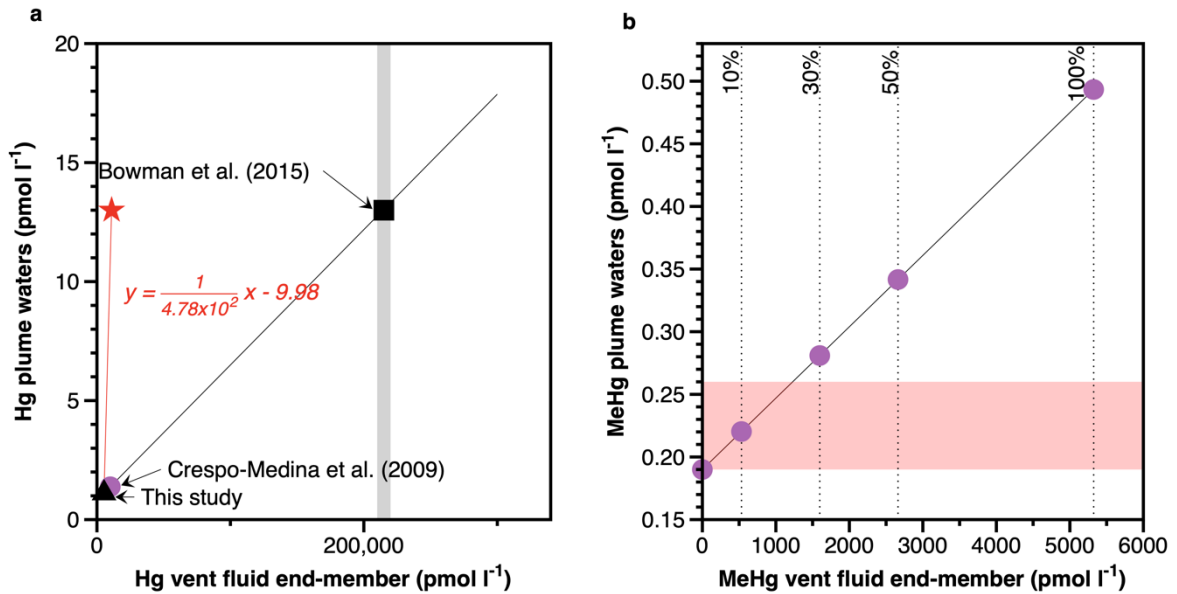 a
20
15
10
5
0
Hg plume waters (pmol l⁻¹)
Bowman et al. (2015)
y = 1/4.78x10² x - 9.98
Crespo-Medina et al. (2009)
This study
0
200,000
Hg vent fluid end-member (pmol l⁻¹)
b
10%
30%
50%
100%
0.50
0.45
0.40
0.35
0.30
0.25
0.20
0.15
MeHg plume waters (pmol l⁻¹)
0 1000 2000 3000 4000 5000 6000
MeHg vent fluid end-member (pmol l⁻¹)